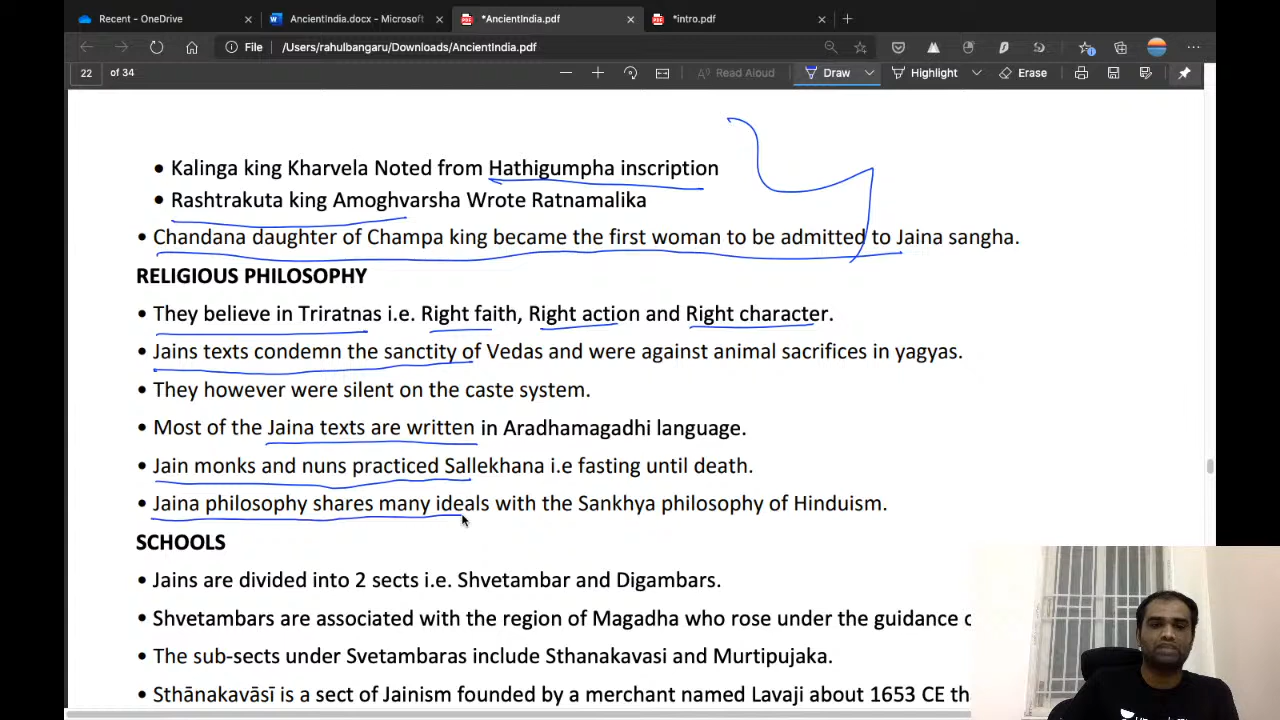 Recent - OneDrive
AncientIndia.docx - Microsoft
*AncientIndia.pdf
*intro.pdf
File
/Users/rahulbangaru/Downloads/AncientIndia.pdf
22 of 34
Read Aloud
Draw
Highlight
Erase
• Kalinga king Kharvela Noted from Hathigumpha inscription
• Rashtrakuta king Amoghvarsha Wrote Ratnamalika
• Chandana daughter of Champa king became the first woman to be admitted to Jaina sangha.
RELIGIOUS PHILOSOPHY
• They believe in Triratnas i.e. Right faith, Right action and Right character.
• Jains texts condemn the sanctity of Vedas and were against animal sacrifices in yagyas.
• They however were silent on the caste system.
• Most of the Jaina texts are written in Aradhamagadhi language.
• Jain monks and nuns practiced Sallekhana i.e fasting until death.
• Jaina philosophy shares many ideals with the Sankhya philosophy of Hinduism.
SCHOOLS
• Jains are divided into 2 sects i.e. Shvetambar and Digambars.
• Shvetambars are associated with the region of Magadha who rose under the guidance
• The sub-sects under Svetambaras include Sthanakavasi and Murtipujaka.
• Sthānakavāsī is a sect of Jainism founded by a merchant named Lavaji about 1653 CE